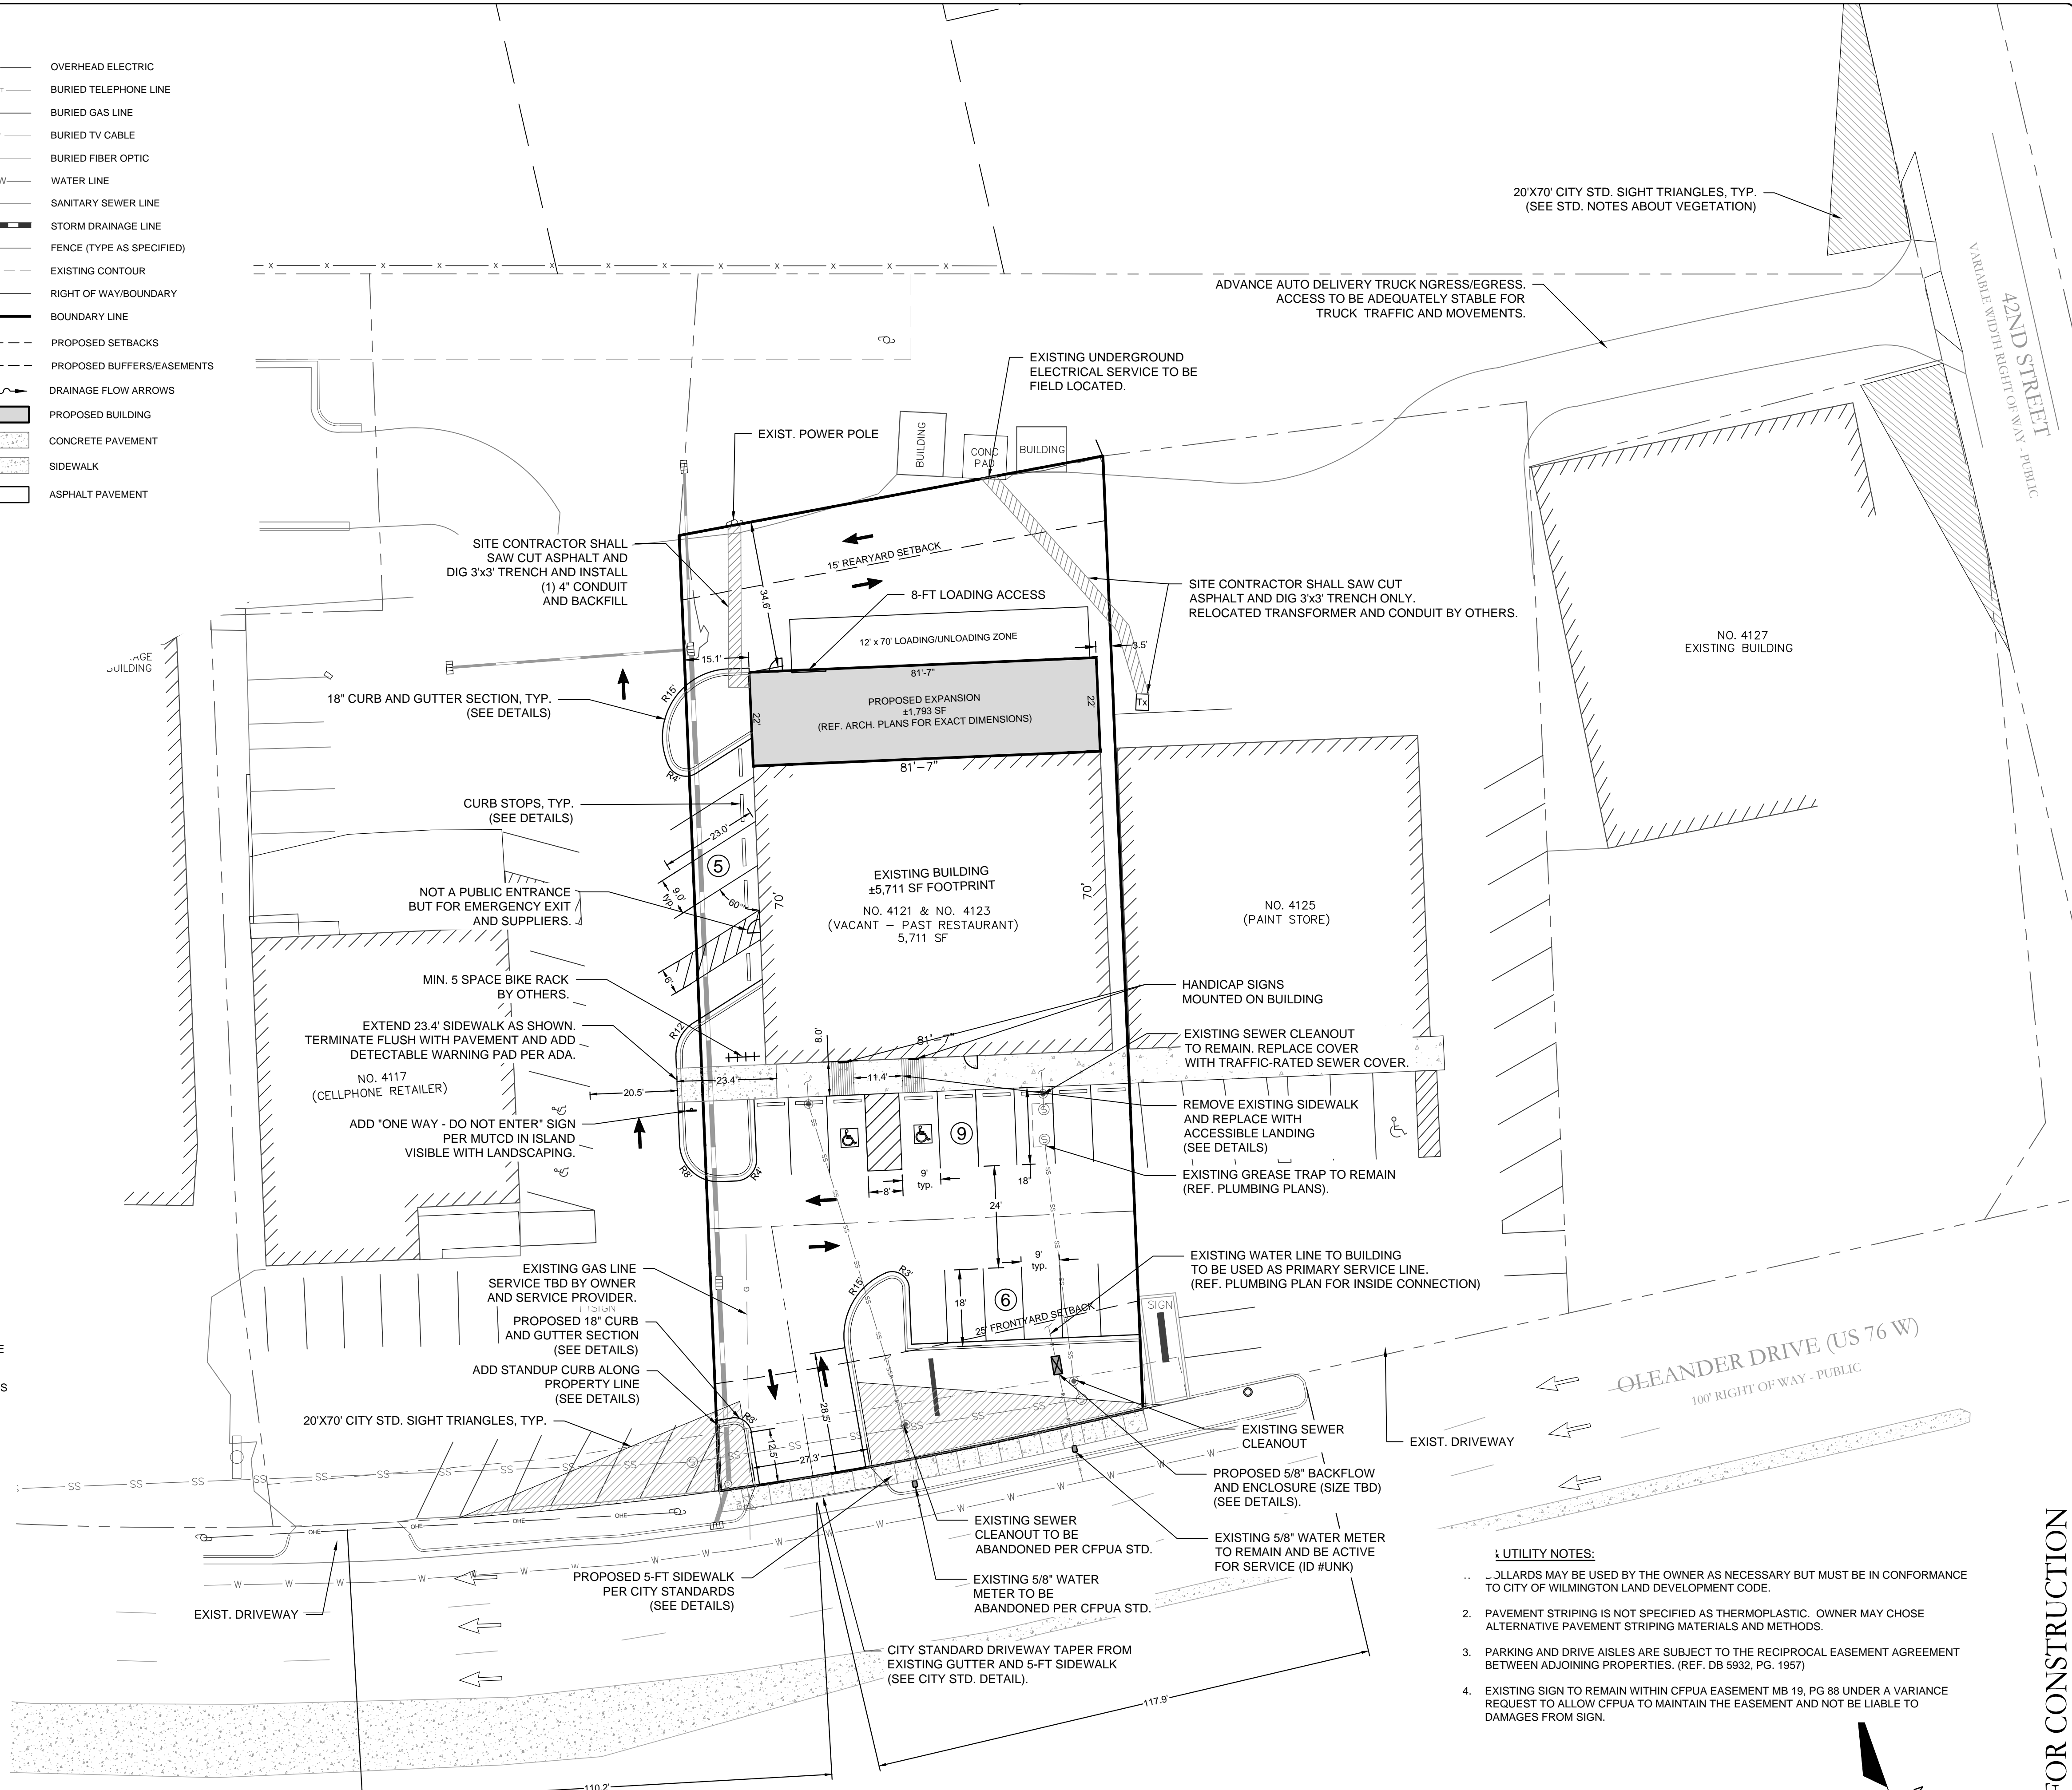 OVERHEAD ELECTRIC
BURIED TELEPHONE LINE
BURIED GAS LINE
BURIED TV CABLE
BURIED FIBER OPTIC
W
WATER LINE
SANITARY SEWER LINE
STORM DRAINAGE LINE
FENCE (TYPE AS SPECIFIED)
EXISTING CONTOUR
RIGHT OF WAY/BOUNDARY
BOUNDARY LINE
PROPOSED SETBACKS
PROPOSED BUFFERS/EASEMENTS
DRAINAGE FLOW ARROWS
PROPOSED BUILDING
CONCRETE PAVEMENT
SIDEWALK
ASPHALT PAVEMENT
X X X X X X X X X X X X X
20'X70' CITY STD. SIGHT TRIANGLES, TYP.
(SEE STD. NOTES ABOUT VEGETATION)
42ND STREET
VARIABLE WIDTH RIGHT OF WAY - PUBLIC
ADVANCE AUTO DELIVERY TRUCK NGRESS/EGRESS.
ACCESS TO BE ADEQUATELY STABLE FOR
TRUCK TRAFFIC AND MOVEMENTS.
EXISTING UNDERGROUND
ELECTRICAL SERVICE TO BE
FIELD LOCATED.
EXIST. POWER POLE
BUILDING
CONC
PAD
BUILDING
SITE CONTRACTOR SHALL
SAW CUT ASPHALT AND
DIG 3'x3' TRENCH AND INSTALL
(1) 4" CONDUIT
AND BACKFILL
15' REARYARD SETBACK
34.6'
8-FT LOADING ACCESS
12' x 70' LOADING/UNLOADING ZONE
SITE CONTRACTOR SHALL SAW CUT
ASPHALT AND DIG 3'x3' TRENCH ONLY.
RELOCATED TRANSFORMER AND CONDUIT BY OTHERS.
NO. 4127
EXISTING BUILDING
BUILDING
15.1'
3.5'
81'-7"
PROPOSED EXPANSION
±1,793 SF
(REF. ARCH. PLANS FOR EXACT DIMENSIONS)
22'
22'
Tx
18" CURB AND GUTTER SECTION, TYP.
(SEE DETAILS)
R15'
R4'
81'-7"
CURB STOPS, TYP.
(SEE DETAILS)
23.0'
5
9.0'
typ.
60°
70'
70'
NOT A PUBLIC ENTRANCE
BUT FOR EMERGENCY EXIT
AND SUPPLIERS.
EXISTING BUILDING
±5,711 SF FOOTPRINT
NO. 4121 & NO. 4123
(VACANT – PAST RESTAURANT)
5,711 SF
NO. 4125
(PAINT STORE)
6'
MIN. 5 SPACE BIKE RACK
BY OTHERS.
HANDICAP SIGNS
MOUNTED ON BUILDING
EXTEND 23.4' SIDEWALK AS SHOWN.
TERMINATE FLUSH WITH PAVEMENT AND ADD
DETECTABLE WARNING PAD PER ADA.
R12'
8.0'
81'-7"
EXISTING SEWER CLEANOUT
TO REMAIN. REPLACE COVER
WITH TRAFFIC-RATED SEWER COVER.
NO. 4117
(CELLPHONE RETAILER)
20.5'
23.4'
11.4'
ADD "ONE WAY - DO NOT ENTER" SIGN
PER MUTCD IN ISLAND
VISIBLE WITH LANDSCAPING.
REMOVE EXISTING SIDEWALK
AND REPLACE WITH
ACCESSIBLE LANDING
(SEE DETAILS)
9
R4'
8'
9'
typ.
18'
24'
EXISTING GREASE TRAP TO REMAIN
(REF. PLUMBING PLANS).
EXISTING WATER LINE TO BUILDING
TO BE USED AS PRIMARY SERVICE LINE.
(REF. PLUMBING PLAN FOR INSIDE CONNECTION)
EXISTING GAS LINE
SERVICE TBD BY OWNER
AND SERVICE PROVIDER.
SIGN
G
R15'
R3'
18'
9'
typ.
6
25' FRONTYARD SETBACK
SIGN
PROPOSED 18" CURB
AND GUTTER SECTION
(SEE DETAILS)
ADD STANDUP CURB ALONG
PROPERTY LINE
(SEE DETAILS)
20'X70' CITY STD. SIGHT TRIANGLES, TYP.
R3'
12.5'
27.3'
28.5'
OLEANDER DRIVE (US 76 W)
100' RIGHT OF WAY - PUBLIC
EXISTING SEWER
CLEANOUT
EXIST. DRIVEWAY
PROPOSED 5/8" BACKFLOW
AND ENCLOSURE (SIZE TBD)
(SEE DETAILS).
SS SS SS SS SS SS SS SS SS
OHE OHE OHE OHE
EXISTING SEWER
CLEANOUT TO BE
ABANDONED PER CFPUA STD.
EXISTING 5/8" WATER METER
TO REMAIN AND BE ACTIVE
FOR SERVICE (ID #UNK)
W W W W W W W W W W
EXIST. DRIVEWAY
PROPOSED 5-FT SIDEWALK
PER CITY STANDARDS
(SEE DETAILS)
EXISTING 5/8" WATER
METER TO BE
ABANDONED PER CFPUA STD.
CITY STANDARD DRIVEWAY TAPER FROM
EXISTING GUTTER AND 5-FT SIDEWALK
(SEE CITY STD. DETAIL).
117.9'
110.2'
& UTILITY NOTES:
MAY BE USED BY THE OWNER AS NECESSARY BUT MUST BE IN CONFORMANCE
TO CITY OF WILMINGTON LAND DEVELOPMENT CODE.
2. PAVEMENT STRIPING IS NOT SPECIFIED AS THERMOPLASTIC. OWNER MAY CHOSE
ALTERNATIVE PAVEMENT STRIPING MATERIALS AND METHODS.
3. PARKING AND DRIVE AISLES ARE SUBJECT TO THE RECIPROCAL EASEMENT AGREEMENT
BETWEEN ADJOINING PROPERTIES. (REF. DB 5932, PG. 1957)
4. EXISTING SIGN TO REMAIN WITHIN CFPUA EASEMENT MB 19, PG 88 UNDER A VARIANCE
REQUEST TO ALLOW CFPUA TO MAINTAIN THE EASEMENT AND NOT BE LIABLE TO
DAMAGES FROM SIGN.
FOR CONSTRUCTION